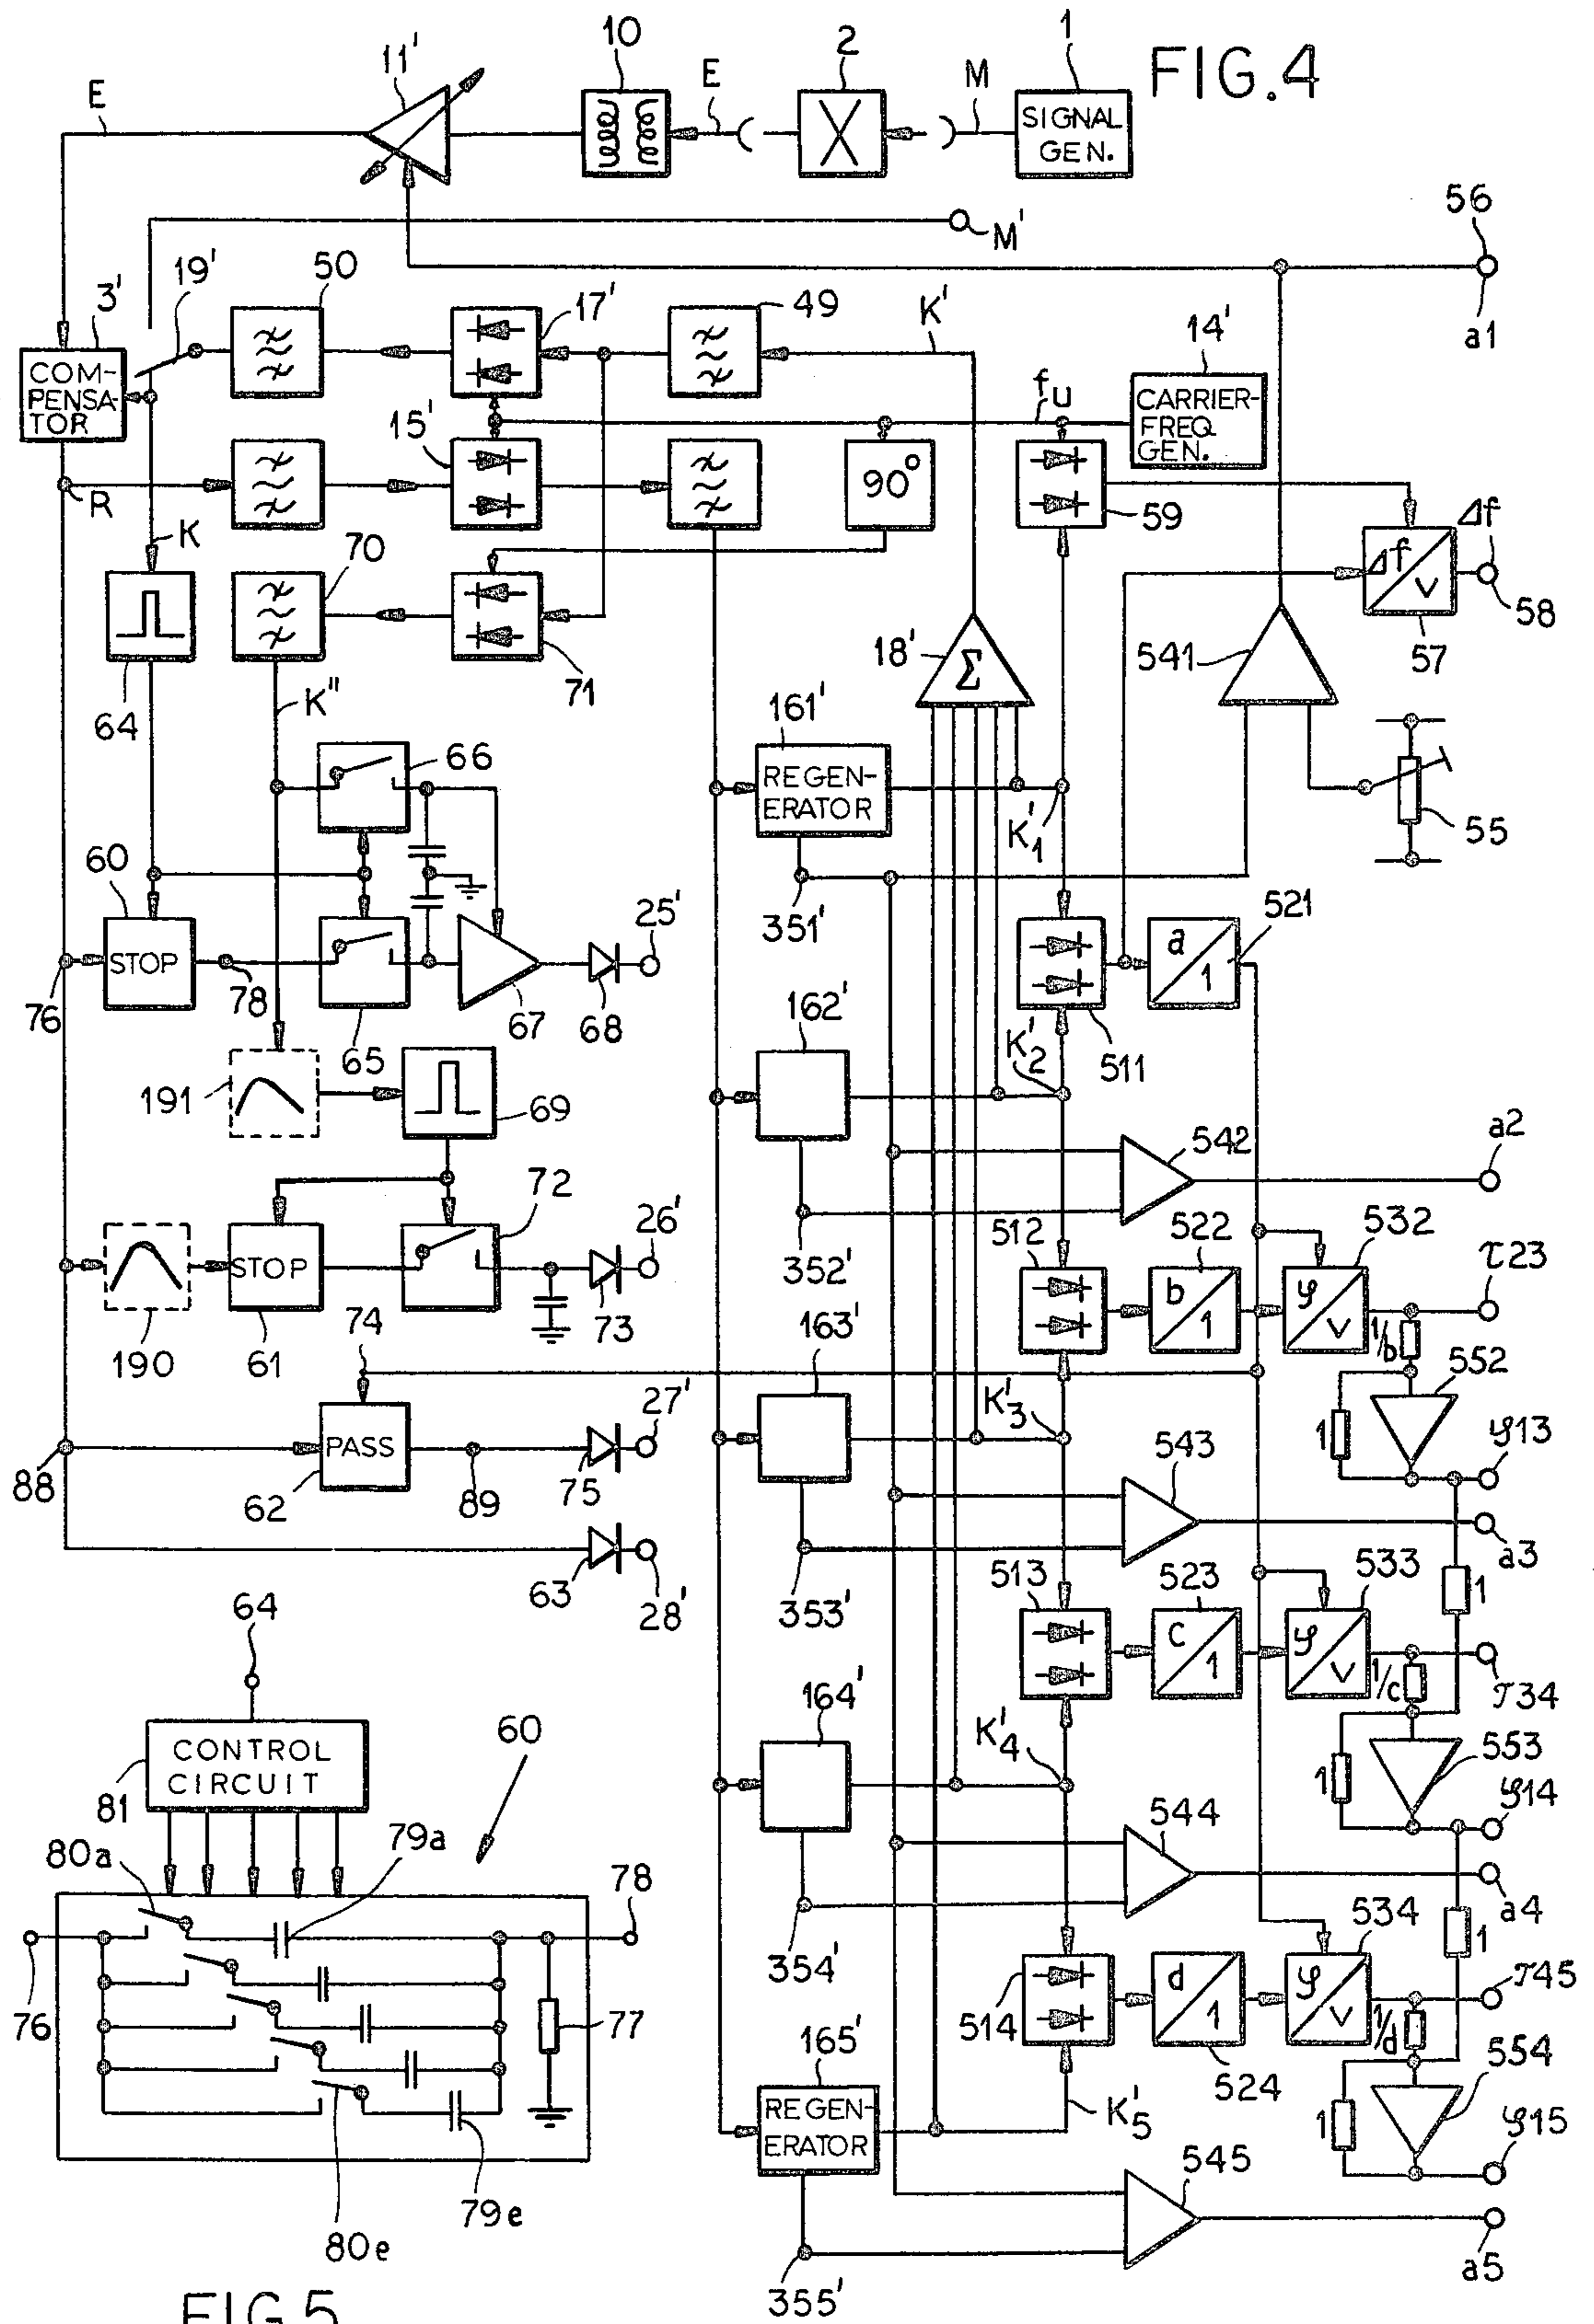 FIG.4
1
2
10
11'
E
E
M
SIGNAL
GEN.
M'
56
a1
3'
19'
50
17'
49
K'
14'
COM-
PENSA-
TOR
fu
CARRIER-
FREQ.
GEN.
15'
R
K
90°
59
Δf
Δf
V
58
57
70
71
64
K"
18'
Σ
541
161'
REGEN-
ERATOR
K'1
55
66
60
STOP
76
78
65
67
68
25'
351'
a
1
521
511
162'
K'2
191
69
72
542
a2
26'
STOP
190
61
73
352'
512
522
b
1
532
φ
V
τ23
1/b
74
163'
552
1
φ13
27'
K'3
PASS
88
62
89
75
543
a3
63
28'
353'
513
523
c
1
533
φ
V
1
1/c
τ34
164'
K'4
553
1
φ14
544
a4
354'
514
d
1
524
534
φ
V
1
τ45
1/d
165'
REGEN-
ERATOR
K'5
554
1
φ15
545
355'
a5
64
CONTROL
CIRCUIT
81
60
80a
79a
78
76
77
79e
80e
FIG.5